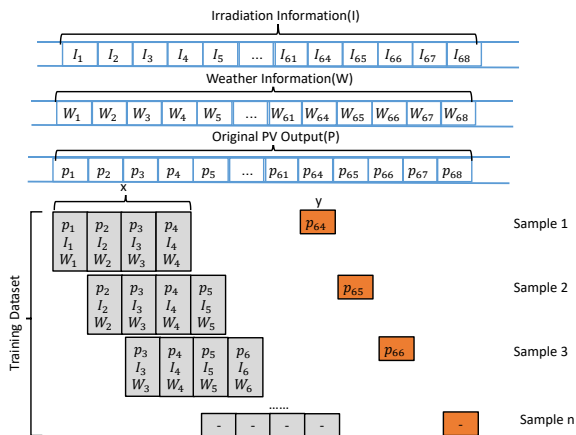 Irradiation Information(I)
I₁ I₂ I₃ I₄ I₅ ... I₆₁ I₆₄ I₆₅ I₆₆ I₆₇ I₆₈
Weather Information(W)
W₁ W₂ W₃ W₄ W₅ ... W₆₁ W₆₄ W₆₅ W₆₆ W₆₇ W₆₈
Original PV Output(P)
p₁ p₂ p₃ p₄ p₅ ... p₆₁ p₆₄ p₆₅ p₆₆ p₆₇ p₆₈
x y
Training Dataset
p₁ p₂ p₃ p₄ p₆₄ Sample 1
I₁ I₂ I₃ I₄
W₁ W₂ W₃ W₄
p₂ p₃ p₄ p₅ p₆₅ Sample 2
I₂ I₃ I₄ I₅
W₂ W₃ W₄ W₅
p₃ p₄ p₅ p₆ p₆₆ Sample 3
I₃ I₄ I₅ I₆
W₃ W₄ W₅ W₆
......
- - - - - Sample n